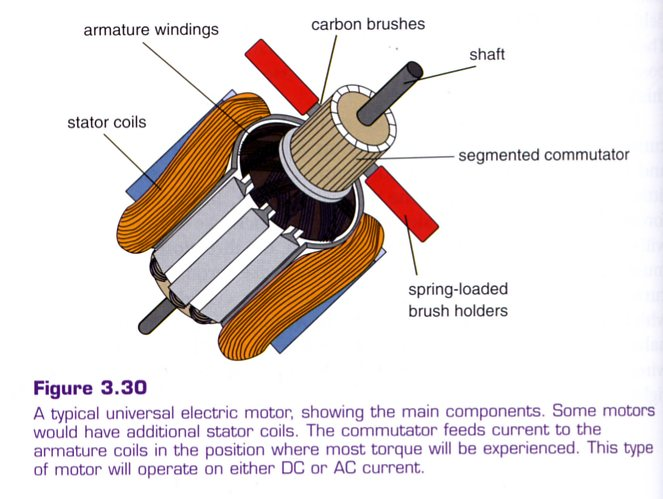 armature windings
carbon brushes
shaft
stator coils
segmented commutator
spring-loaded
brush holders
Figure 3.30
A typical universal electric motor, showing the main components. Some motors
would have additional stator coils. The commutator feeds current to the
armature coils in the position where most torque will be experienced. This type
of motor will operate on either DC or AC current.